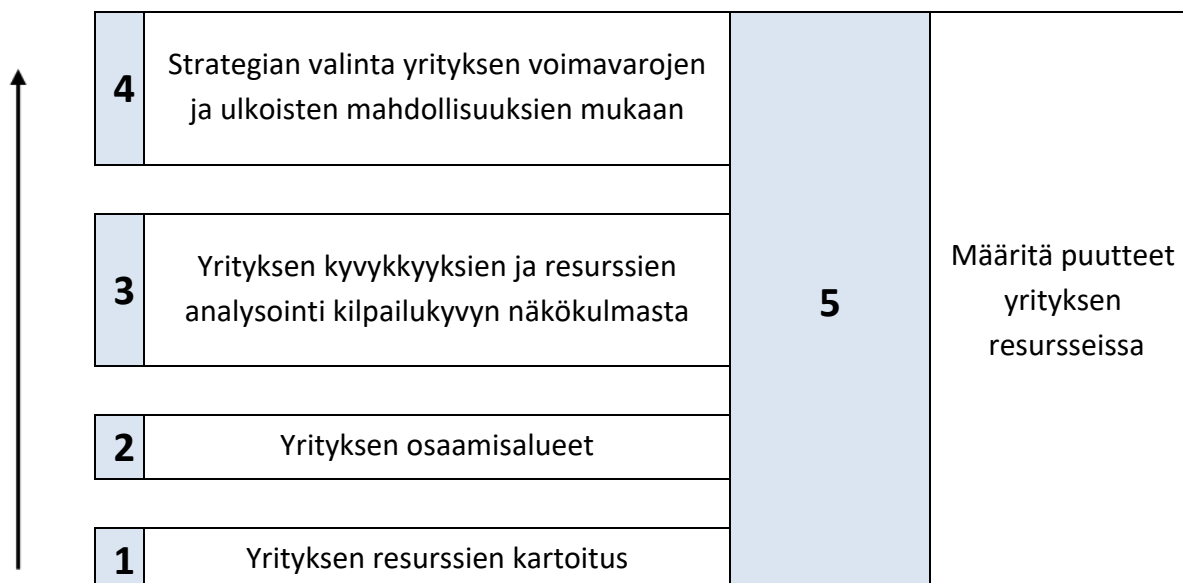 4
Strategian valinta yrityksen voimavarojen
ja ulkoisten mahdollisuuksien mukaan
3
Yrityksen kyvykkyyksien ja resurssien
analysointi kilpailukyvyn näkökulmasta
2
Yrityksen osaamisalueet
1
Yrityksen resurssien kartoitus
5
Määritä puutteet
yrityksen
resursseissa